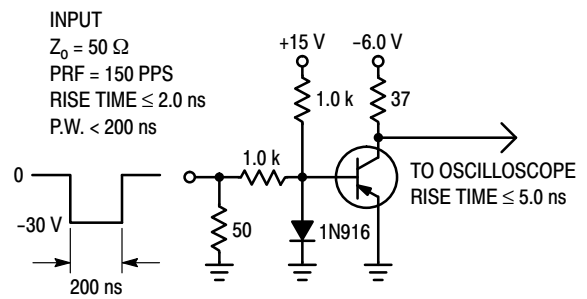 INPUT
Zo = 50 Ω
PRF = 150 PPS
RISE TIME ≤ 2.0 ns
P.W. < 200 ns
+15 V
−6.0 V
1.0 k
37
1.0 k
TO OSCILLOSCOPE
RISE TIME ≤ 5.0 ns
0
−30 V
50
1N916
200 ns